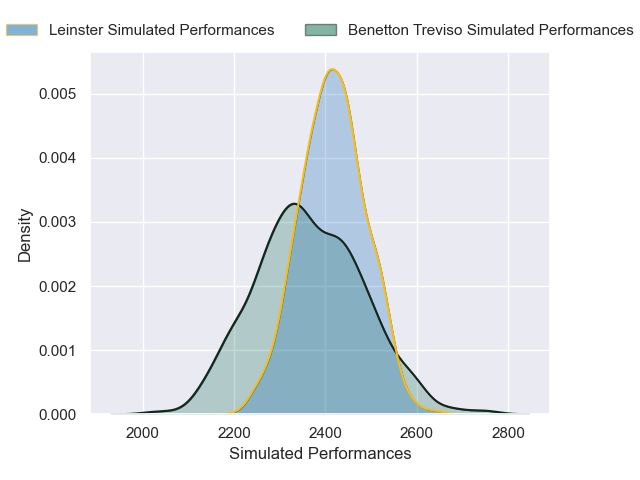 Leinster Simulated Performances
Benetton Treviso Simulated Performances
Density
0.005
0.004
0.003
0.002
0.001
0.000
2000 2200 2400 2600 2800
Simulated Performances